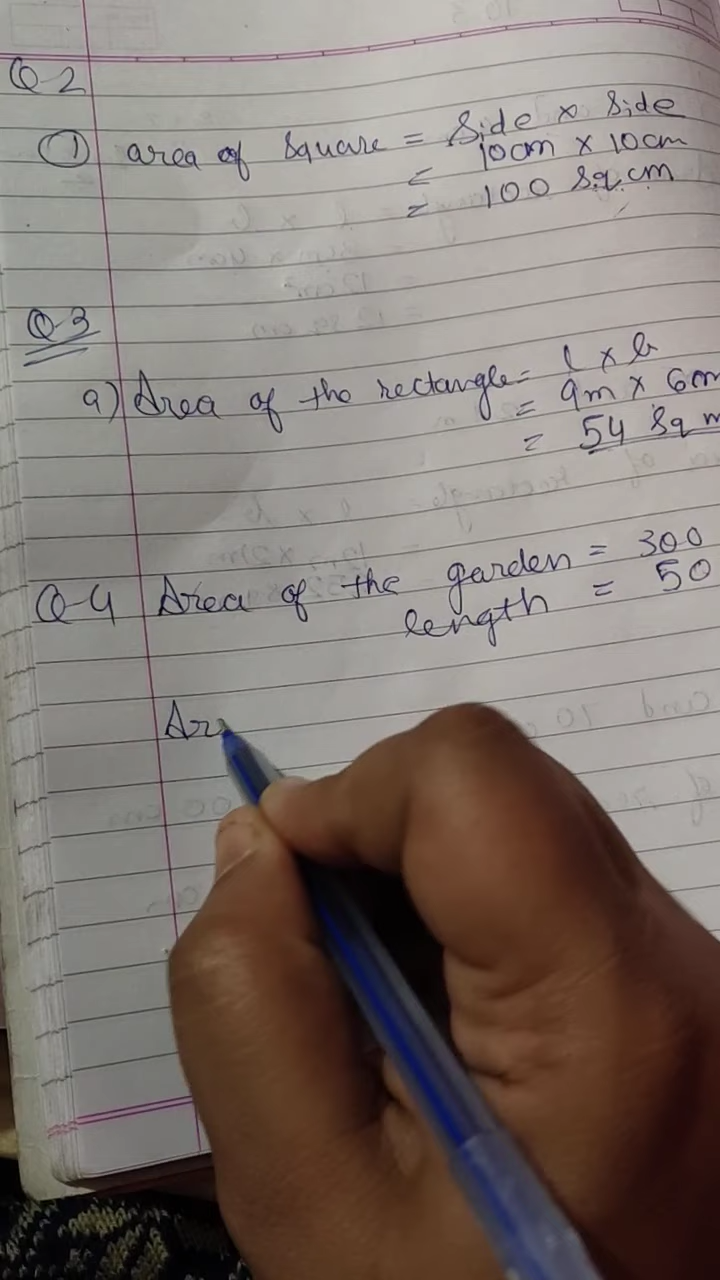 Q 2
① area of square = side × side
= 10cm × 10cm
= 100 sq.cm
Q 3
a) Area of the rectangle = l × b
= 9m × 6m
= 54 sq m
Q-4 Area of the garden = 300
length = 50
Ar